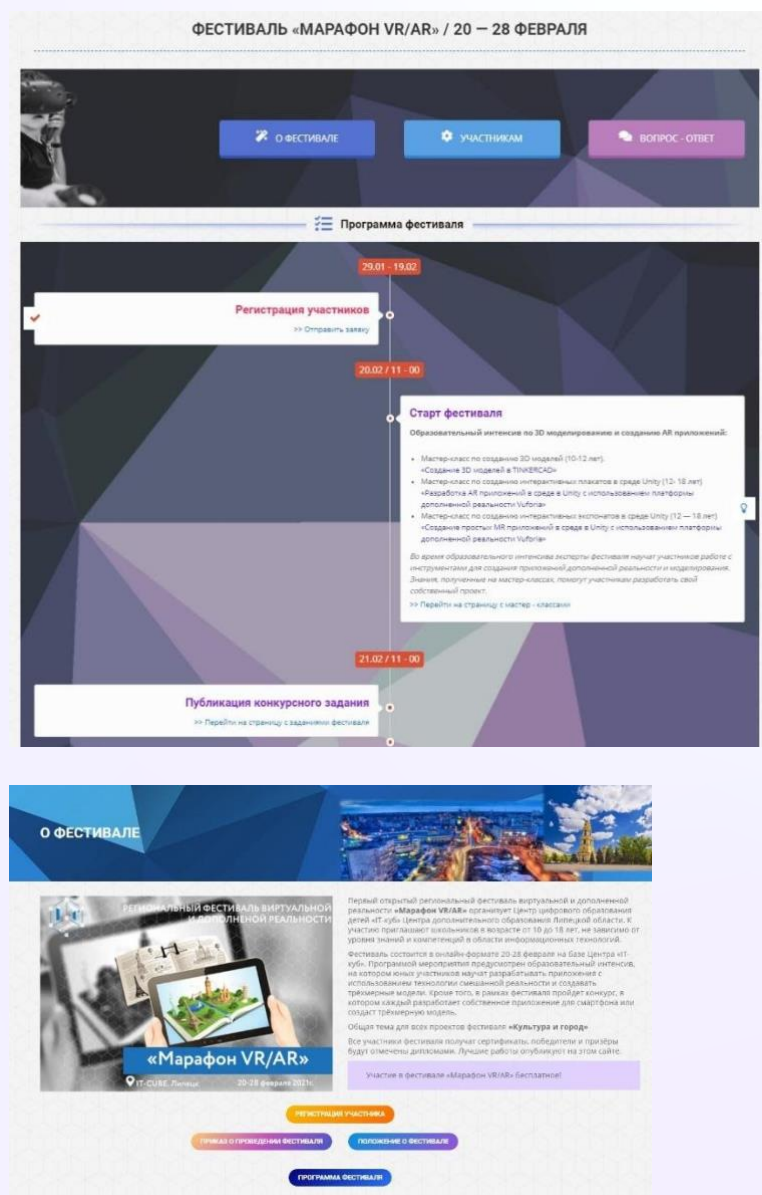 ФЕСТИВАЛЬ «МАРАФОН VR/AR» / 20 — 28 ФЕВРАЛЯ
О ФЕСТИВАЛЕ
УЧАСТНИКАМ
ВОПРОС - ОТВЕТ
Программа фестиваля
29.01 - 19.02
Регистрация участников
>> Отправить заявку
20.02 / 11 - 00
Старт фестиваля
Образовательный интенсив по 3D моделированию и созданию AR приложений:
Мастер-класс по созданию 3D моделей (10-12 лет).
«Создание 3D моделей в TINKERCAD»
Мастер-класс по созданию интерактивных плакатов в среде Unity (12- 18 лет)
«Разработка AR приложений в среде в Unity с использованием платформы
дополненной реальности Vuforia»
Мастер-класс по созданию интерактивных экспонатов в среде Unity (12 — 18 лет)
«Создание простых MR приложений в среде в Unity с использованием платформы
дополненной реальности Vuforia»
Во время образовательного интенсива эксперты фестиваля научат участников работе с
инструментами для создания приложений дополненной реальности и моделирования.
Знания, полученные на мастер-классах, помогут участникам разработать свой
собственный проект.
>> Перейти на страницу с мастер - классами
21.02 / 11 - 00
Публикация конкурсного задания
>> Перейти на страницу с заданиями фестиваля
О ФЕСТИВАЛЕ
РЕГИОНАЛЬНЫЙ ФЕСТИВАЛЬ ВИРТУАЛЬНОЙ
И ДОПОЛНЕНОЙ РЕАЛЬНОСТИ
«Марафон VR/AR»
IT-CUBE, Липецк 20-28 февраля 2021г.
Первый открытый региональный фестиваль виртуальной и дополненной
реальности «Марафон VR/AR» организует Центр цифрового образования
детей «IT-куб» Центра дополнительного образования Липецкой области. К
участию приглашают школьников в возрасте от 10 до 18 лет, не зависимо от
уровня знаний и компетенций в области информационных технологий.
Фестиваль состоится в онлайн-формате 20-28 февраля на базе Центра «IT-
куб». Программой мероприятия предусмотрен образовательный интенсив,
на котором юных участников научат разрабатывать приложения с
использованием технологии смешанной реальности и создавать
трёхмерные модели. Кроме того, в рамках фестиваля пройдет конкурс, в
котором каждый разработает собственное приложение для смартфона или
создаст трёхмерную модель.
Общая тема для всех проектов фестиваля «Культура и город»
Все участники фестиваля получат сертификаты, победители и призёры
будут отмечены дипломами. Лучшие работы опубликуют на этом сайте.
Участие в фестивале «Марафон VR/AR» бесплатное!
РЕГИСТРАЦИЯ УЧАСТНИКА
ПРИКАЗ О ПРОВЕДЕНИИ ФЕСТИВАЛЯ
ПОЛОЖЕНИЕ О ФЕСТИВАЛЕ
ПРОГРАММА ФЕСТИВАЛЯ